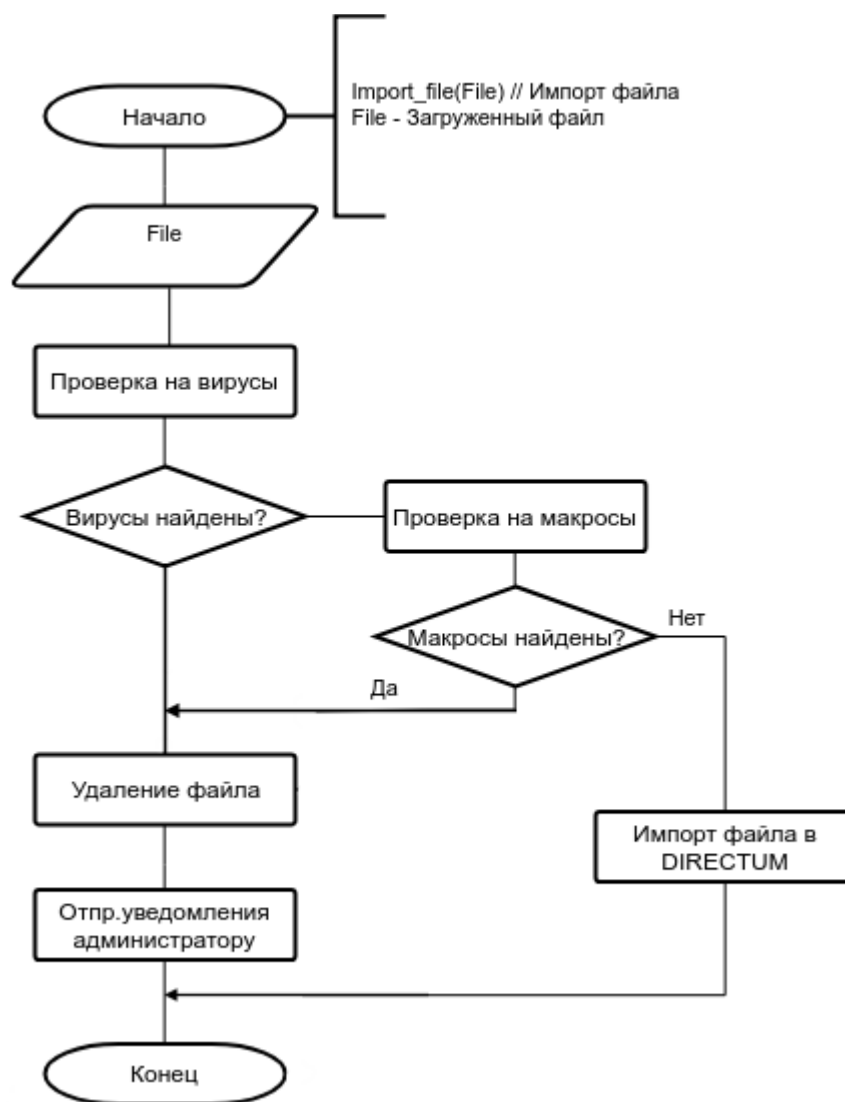 Начало
Import_file(File) // Импорт файла
File - Загруженный файл
File
Проверка на вирусы
Вирусы найдены?
Проверка на макросы
Макросы найдены?
Нет
Да
Удаление файла
Импорт файла в
DIRECTUM
Отпр.уведомления
администратору
Конец